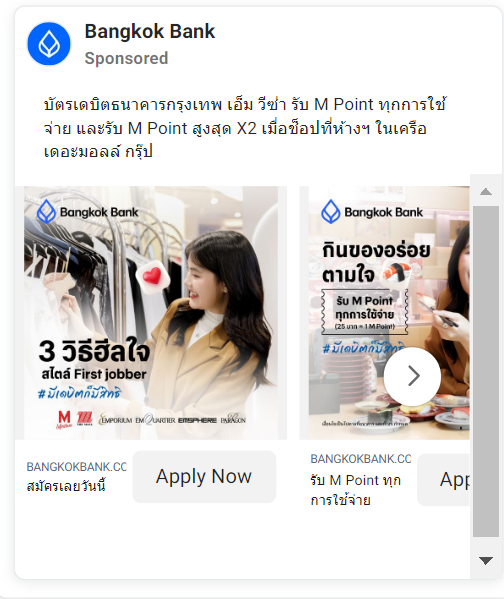 Bangkok Bank
Sponsored
บัตรเดบิตธนาคารกรุงเทพ เอ็ม วีซ่า รับ M Point ทุกการใช้
จ่าย และรับ M Point สูงสุด X2 เมื่อช็อปที่ห้างฯ ในเครือ
เดอะมอลล์ กรุ๊ป
Bangkok Bank
3 วิธีฮีลใจ
สไตล์ First jobber
#มีเดบิตก็มีสิทธิ
M THE MALL EMPORIUM EMQUARTIER EMSPHERE PARAGON
BANGKOKBANK.CO
สมัครเลยวันนี้
Apply Now
Bangkok Bank
กินของอร่อย
ตามใจ
รับ M Point
ทุกการใช้จ่าย
(25 บาท = 1 M Point)
#มีเดบิตก็มีสิทธิ
BANGKOKBANK.CO
รับ M Point ทุก
การใช้จ่าย
App